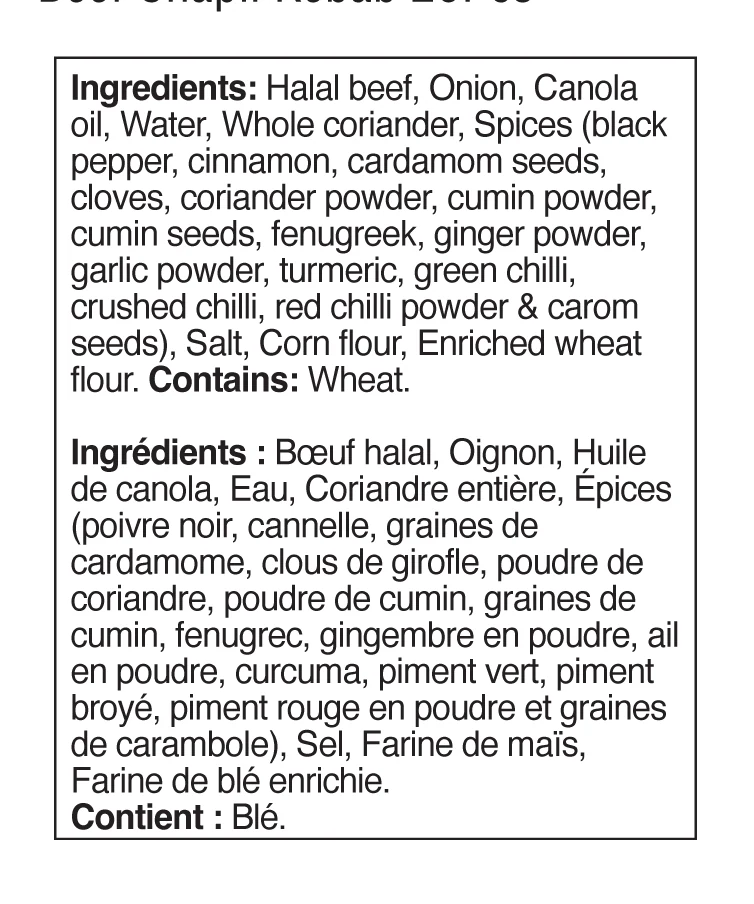 Ingredients: Halal beef, Onion, Canola
oil, Water, Whole coriander, Spices (black
pepper, cinnamon, cardamom seeds,
cloves, coriander powder, cumin powder,
cumin seeds, fenugreek, ginger powder,
garlic powder, turmeric, green chilli,
crushed chilli, red chilli powder & carom
seeds), Salt, Corn flour, Enriched wheat
flour. Contains: Wheat.
Ingrédients : Bœuf halal, Oignon, Huile
de canola, Eau, Coriandre entière, Épices
(poivre noir, cannelle, graines de
cardamome, clous de girofle, poudre de
coriandre, poudre de cumin, graines de
cumin, fenugrec, gingembre en poudre, ail
en poudre, curcuma, piment vert, piment
broyé, piment rouge en poudre et graines
de carambole), Sel, Farine de maïs,
Farine de blé enrichie.
Contient : Blé.